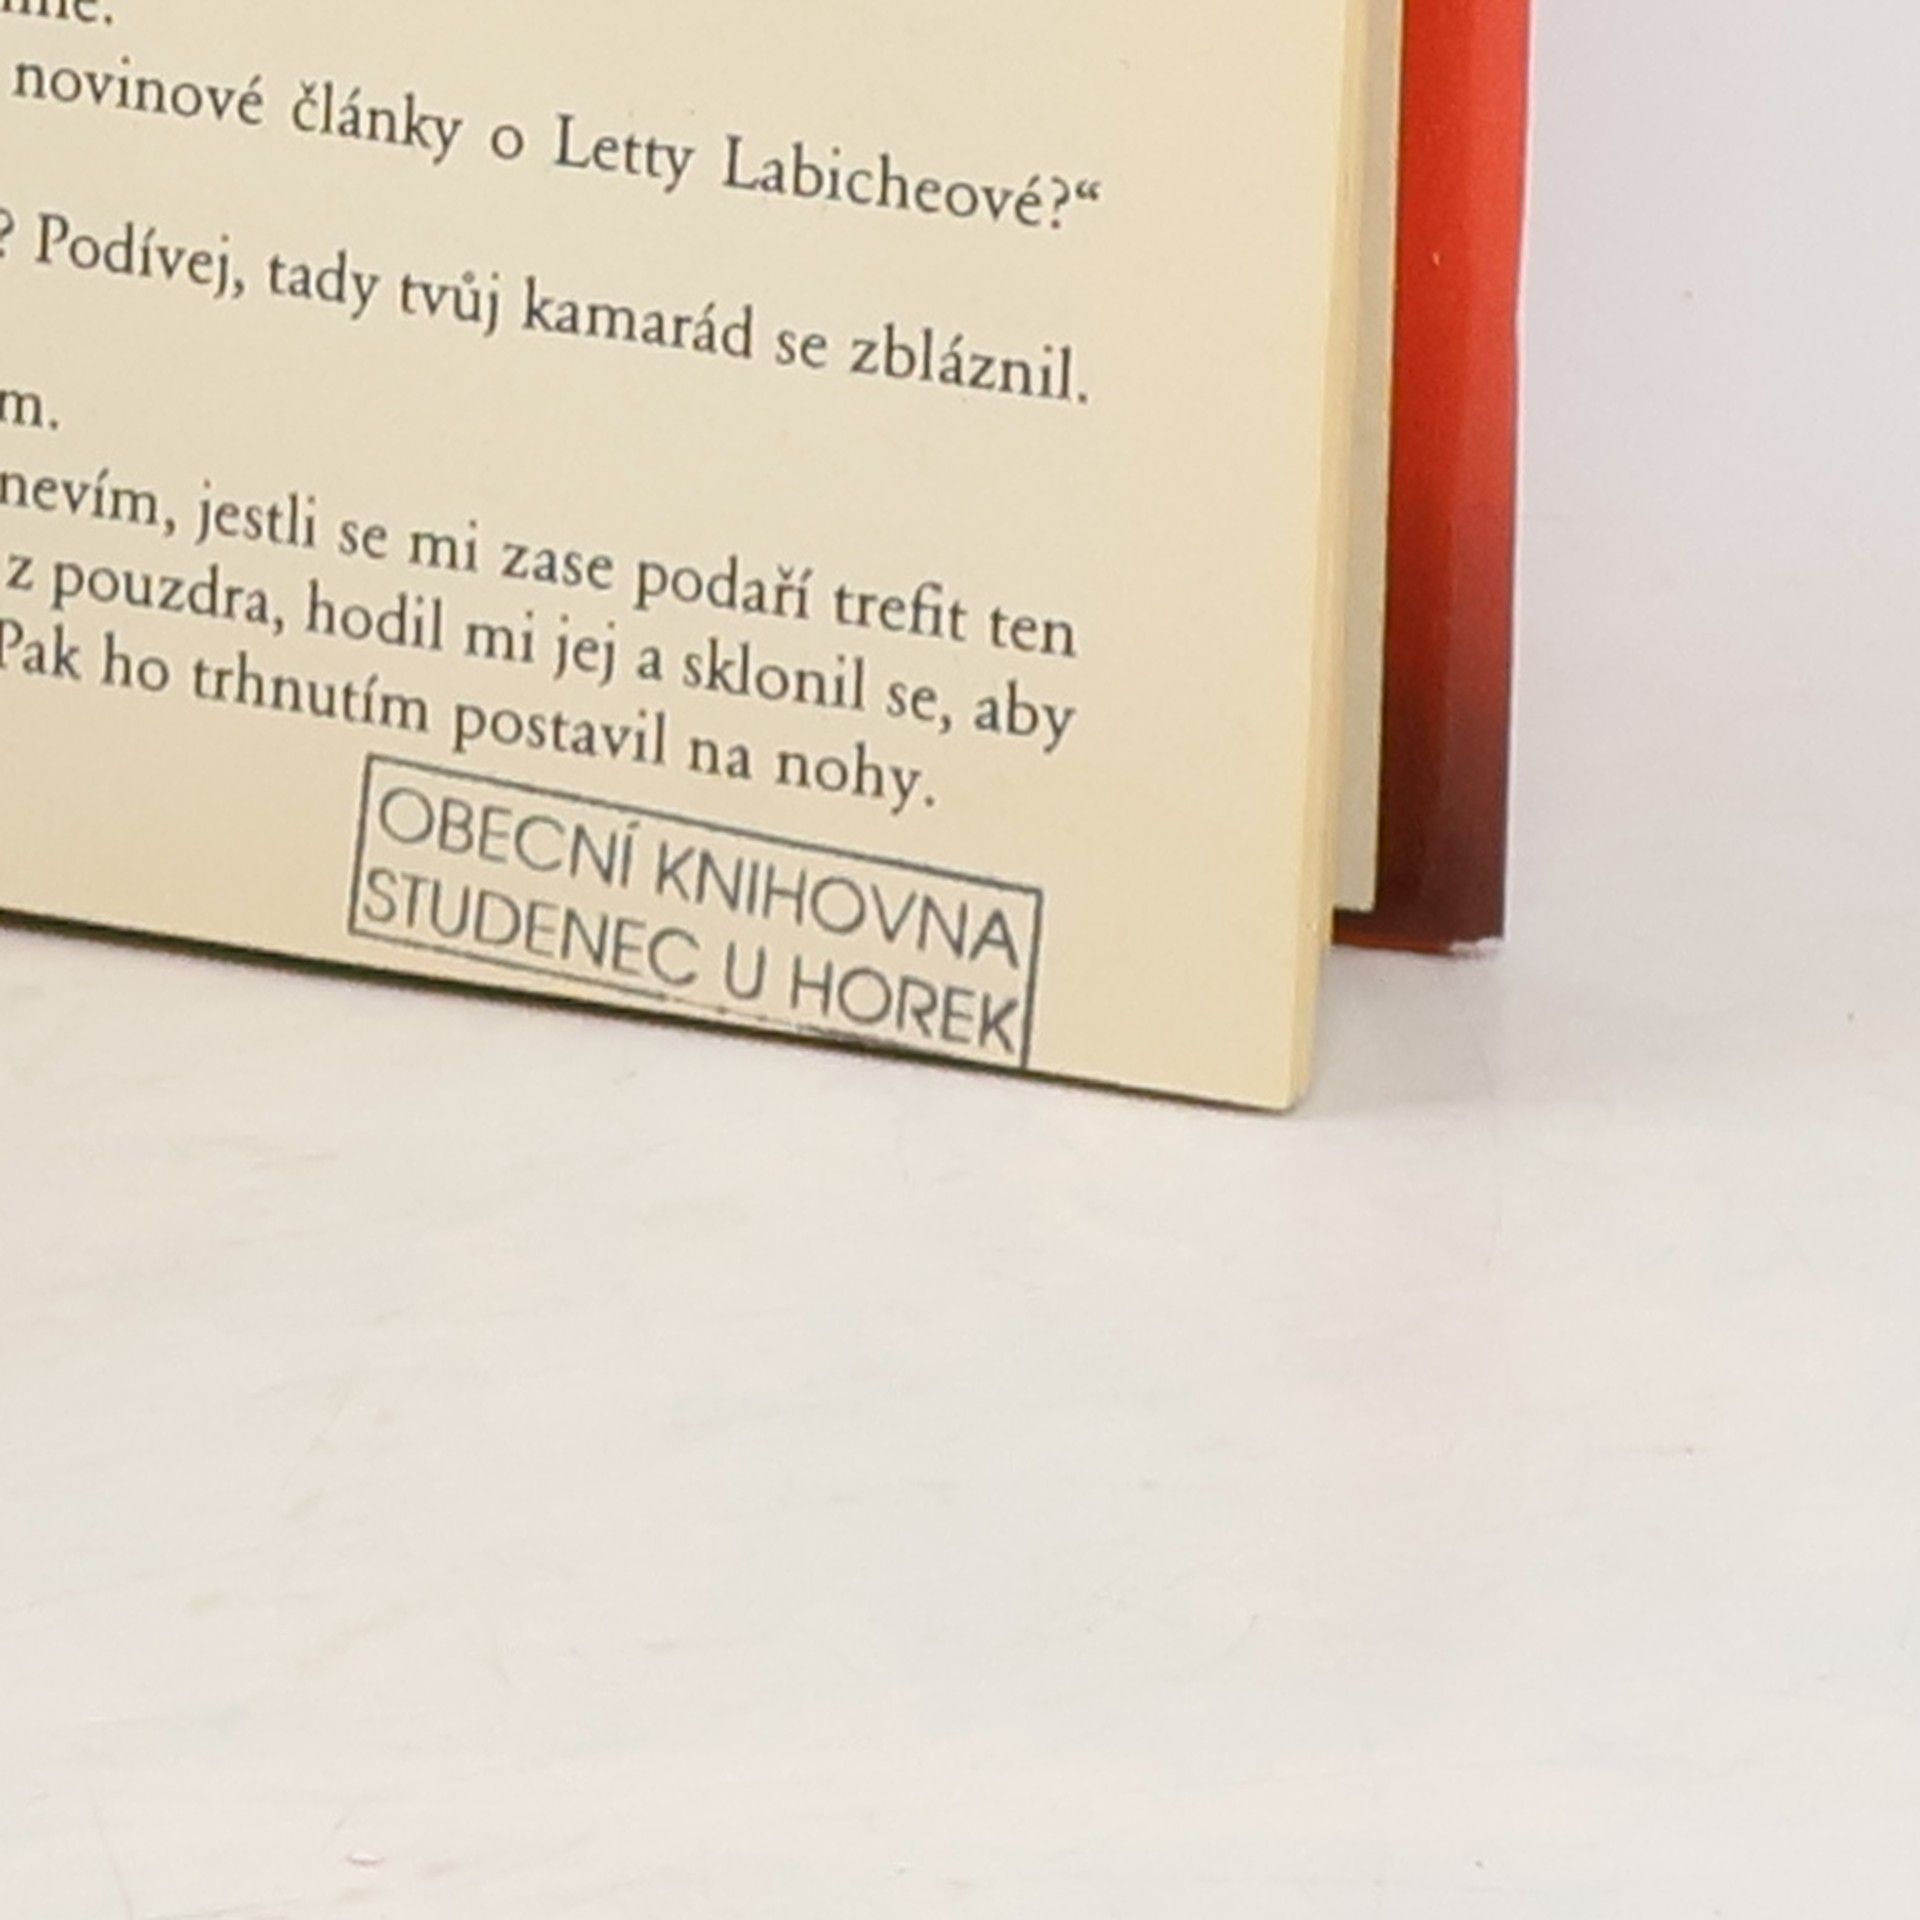 novinové články o Letty Labicheové?“
? Podívej, tady tvůj kamarád se zbláznil.
m.
nevím, jestli se mi zase podaří trefit ten
z pouzdra, hodil mi jej a sklonil se, aby
Pak ho trhnutím postavil na nohy.
OBECNÍ KNIHOVNA
STUDENEC U HOREK